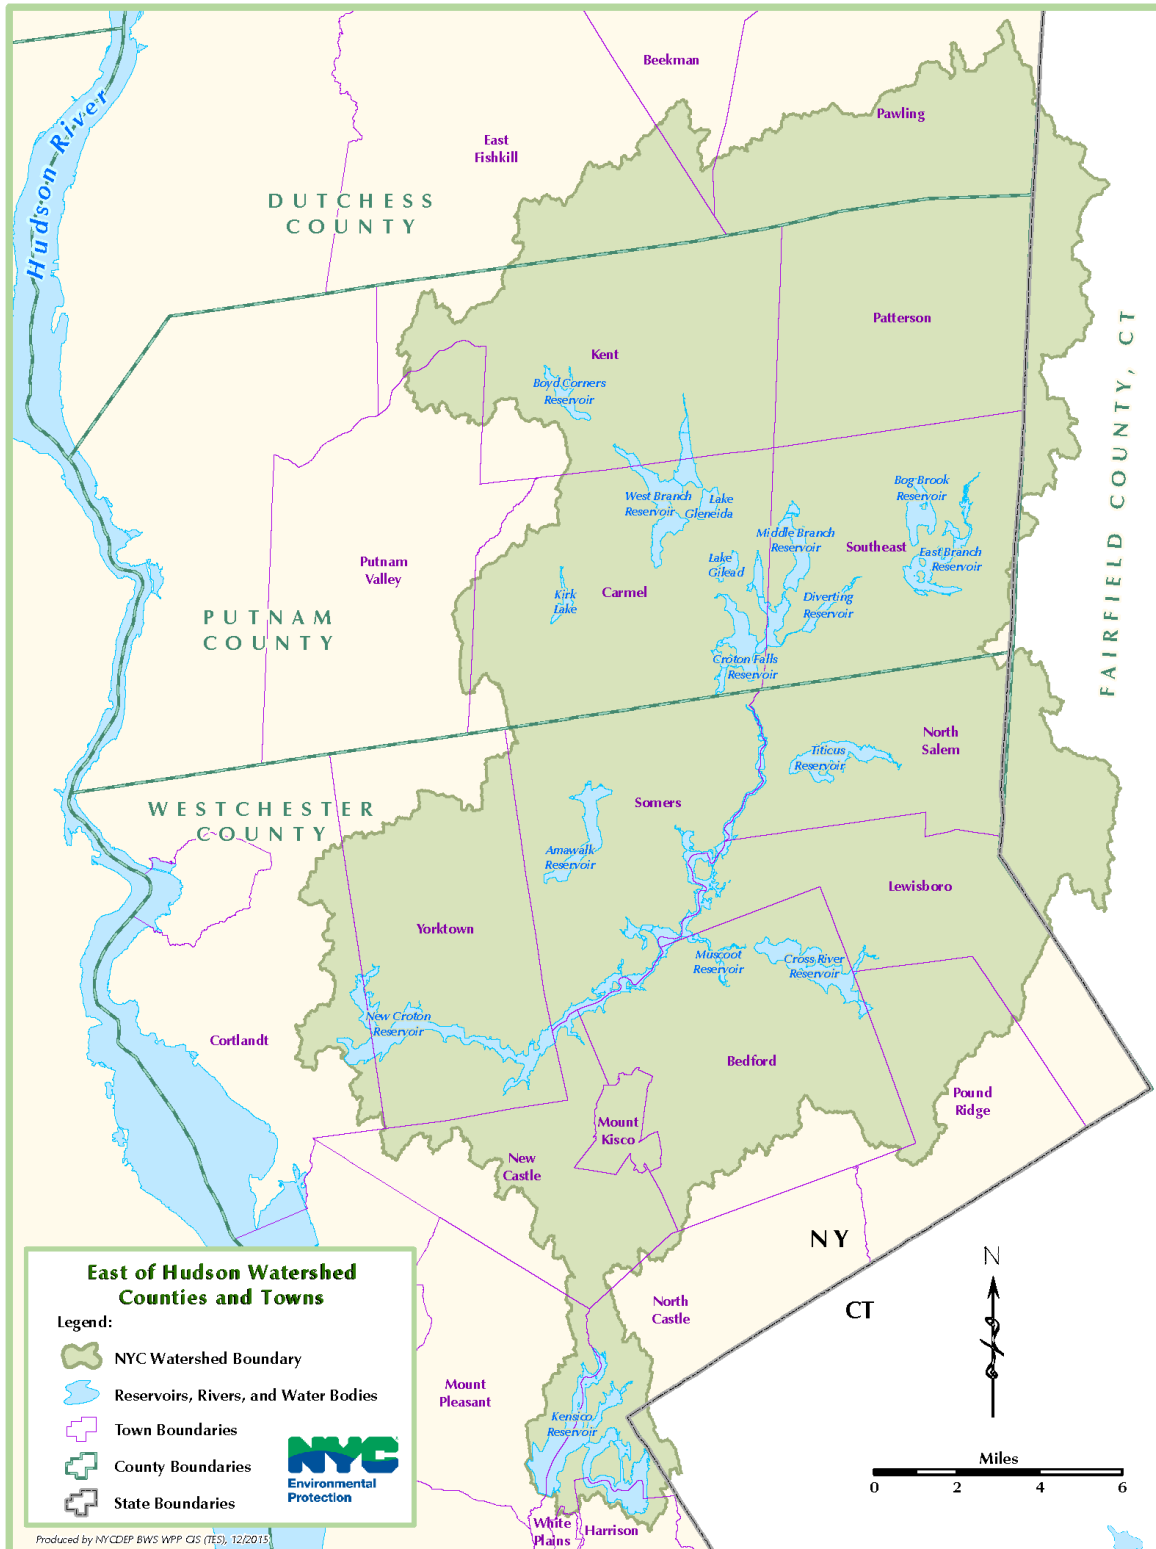 Beekman
Pawling
East
Fishkill
Hudson River
DUTCHESS
COUNTY
Patterson
Kent
Boyd Corners
Reservoir
FAIRFIELD COUNTY, CT
Bog Brook
Reservoir
West Branch
Reservoir
Lake
Gleneida
Middle Branch
Reservoir
Southeast
East Branch
Reservoir
Putnam
Valley
Lake
Gilead
Carmel
Kirk
Lake
Diverting
Reservoir
PUTNAM
COUNTY
Croton Falls
Reservoir
North
Salem
Titicus
Reservoir
WESTCHESTER
COUNTY
Somers
Amawalk
Reservoir
Lewisboro
Yorktown
Muscoot
Reservoir
Cross River
Reservoir
New Croton
Reservoir
Cortlandt
Bedford
Pound
Ridge
Mount
Kisco
New
Castle
NY
CT
N
North
Castle
Mount
Pleasant
Kensico
Reservoir
White
Plains
Harrison
East of Hudson Watershed
Counties and Towns
Legend:
NYC Watershed Boundary
Reservoirs, Rivers, and Water Bodies
Town Boundaries
County Boundaries
State Boundaries
NYC
Environmental
Protection
Miles
0 2 4 6
Produced by NYCDEP BWS WPP GIS (TES), 12/2015